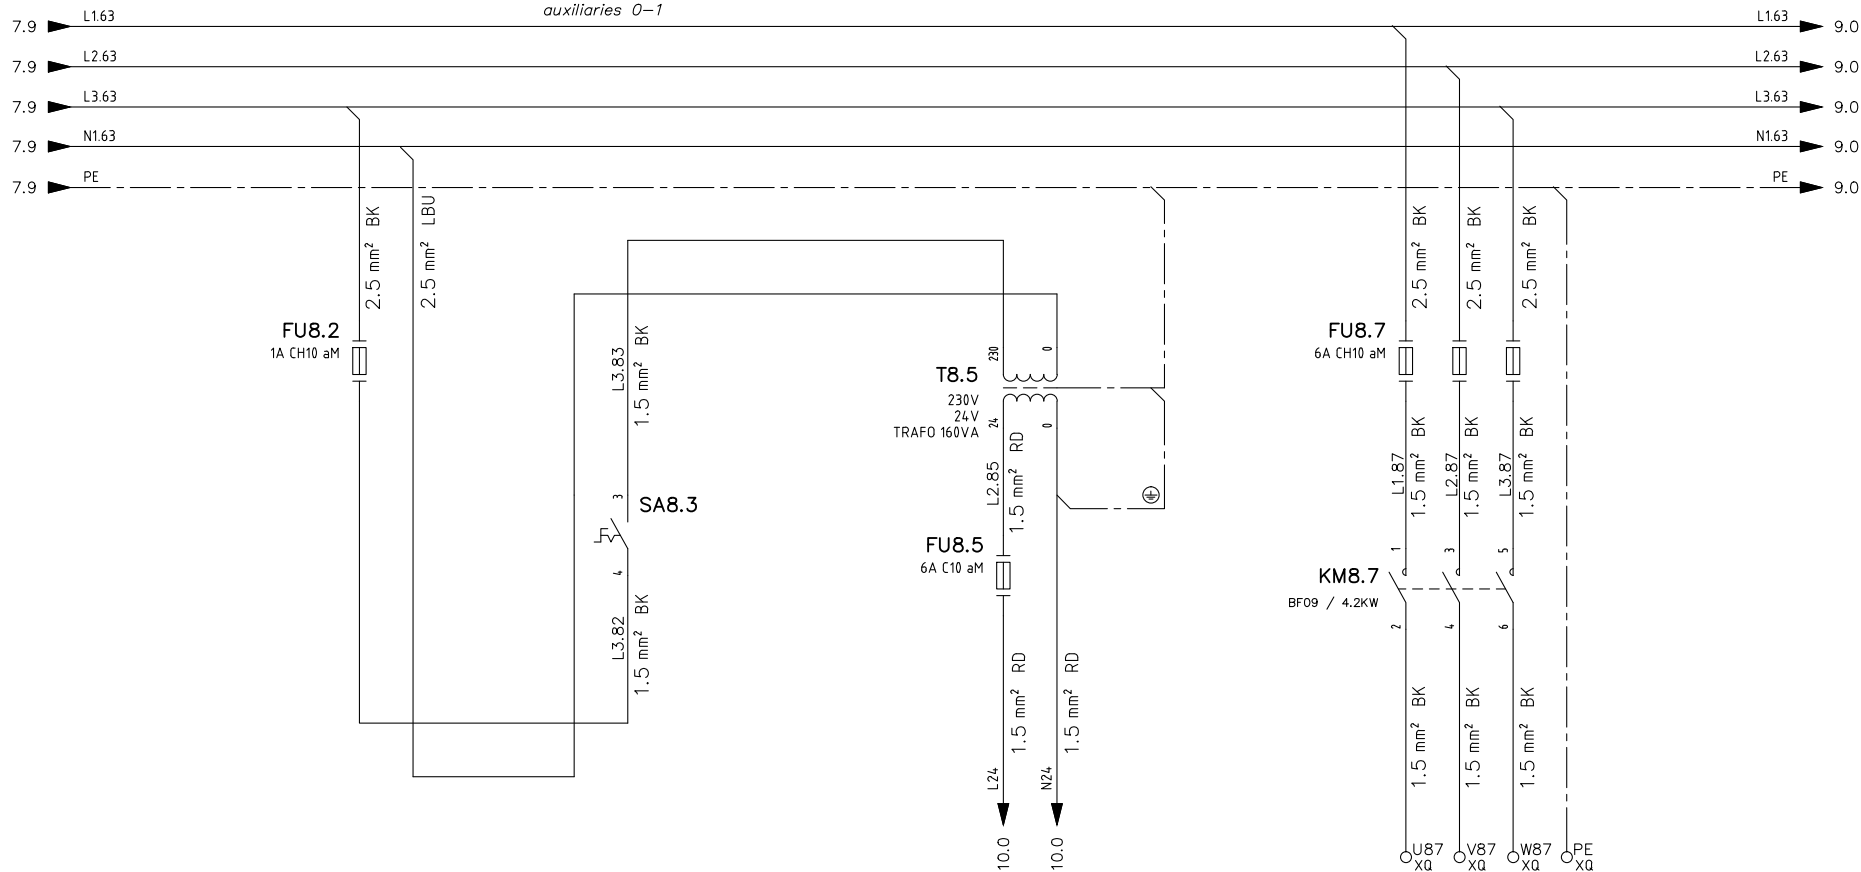 auxiliaries 0-1
7.9 L1.63 L1.63 9.0
7.9 L2.63 L2.63 9.0
7.9 L3.63 L3.63 9.0
7.9 N1.63 N1.63 9.0
7.9 PE PE 9.0
2.5 mm² BK
2.5 mm² LBU
FU8.2
1A CH10 aM
L3.83
1.5 mm² BK
3
SA8.3
4
L3.82
1.5 mm² BK
230
0
T8.5
230V
24V
TRAFO 160VA
24
0
L2.85
1.5 mm² RD
FU8.5
6A C10 aM
1.5 mm² RD
1.5 mm² RD
L24
N24
10.0
10.0
2.5 mm² BK
2.5 mm² BK
2.5 mm² BK
FU8.7
6A CH10 aM
L1.87
1.5 mm² BK
L2.87
1.5 mm² BK
L3.87
1.5 mm² BK
1
3
5
KM8.7
BF09 / 4.2KW
2
4
6
1.5 mm² BK
1.5 mm² BK
1.5 mm² BK
U87
XQ
V87
XQ
W87
XQ
PE
XQ